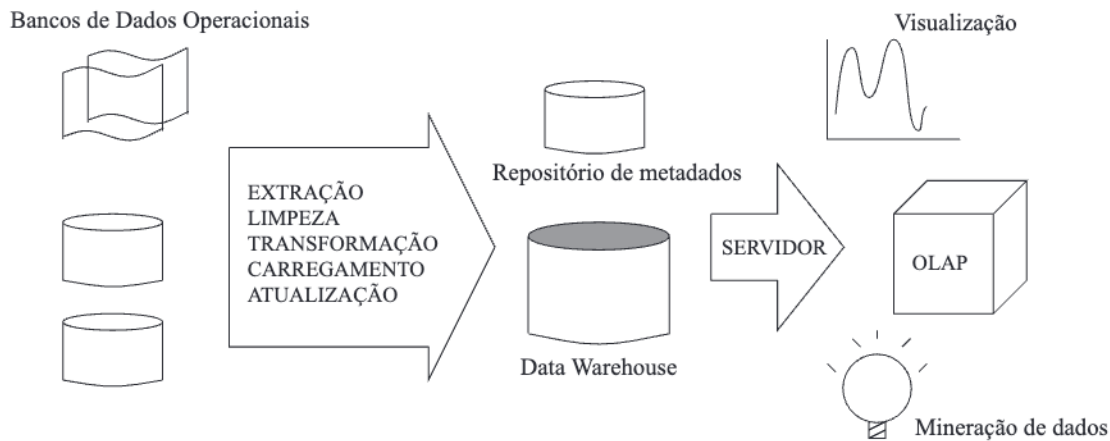 Bancos de Dados Operacionais
EXTRAÇÃO
LIMPEZA
TRANSFORMAÇÃO
CARREGAMENTO
ATUALIZAÇÃO
Repositório de metadados
Data Warehouse
SERVIDOR
Visualização
OLAP
Mineração de dados